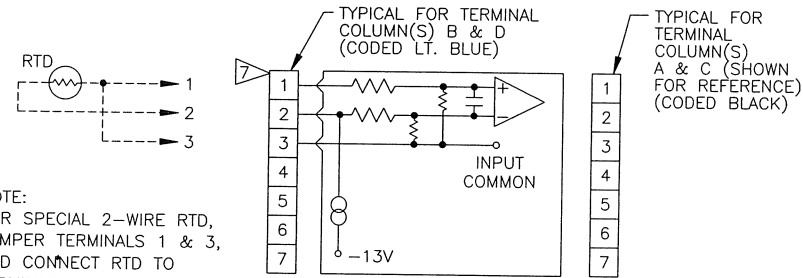 TYPICAL FOR TERMINAL
COLUMN(S) B & D
(CODED LT. BLUE)
TYPICAL FOR
TERMINAL
COLUMN(S)
A & C (SHOWN
FOR REFERENCE)
(CODED BLACK)
RTD
1
2
3
7
1
2
3
4
5
6
7
+
−
INPUT
COMMON
−13V
1
2
3
4
5
6
7
OTE:
R SPECIAL 2−WIRE RTD,
MPER TERMINALS 1 & 3,
D CONNECT RTD TO